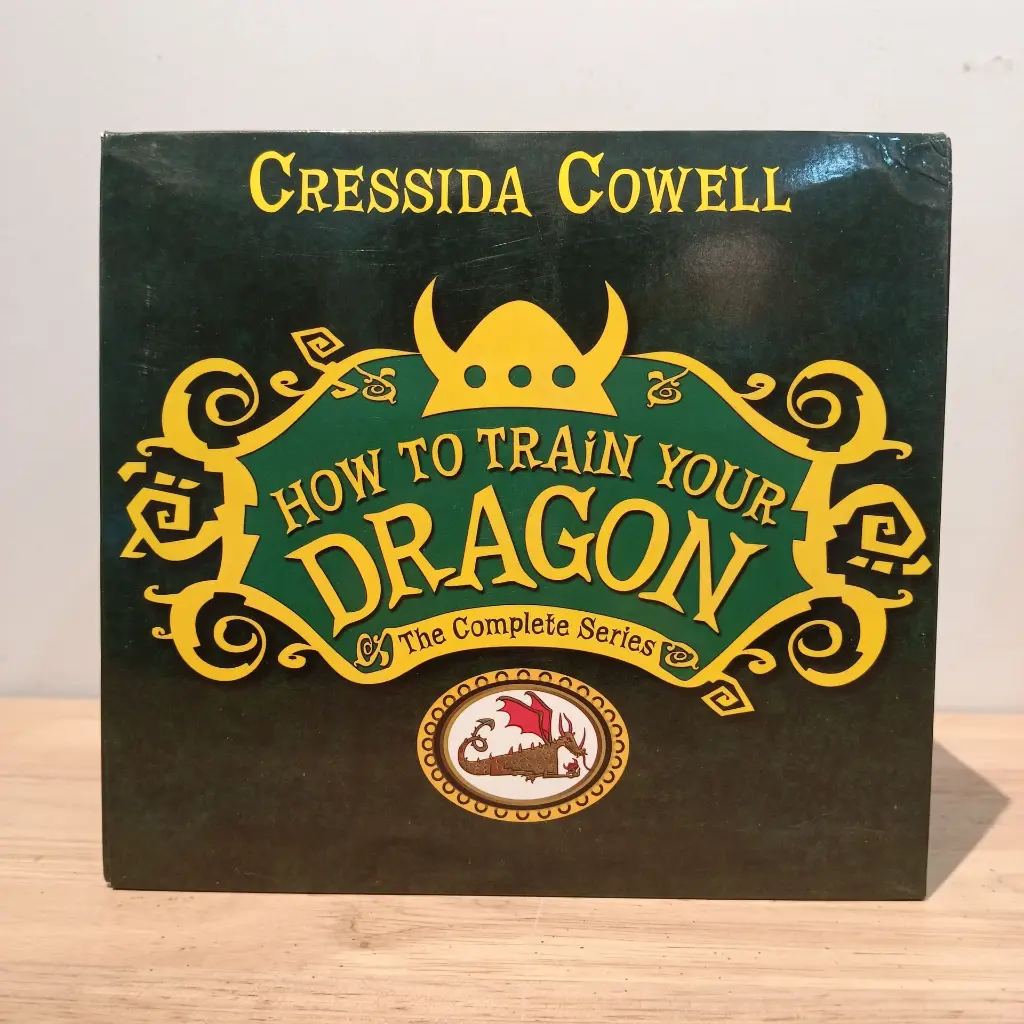 CRESSIDA COWELL
HOW TO TRAiN YOUR
DRAGON
The Complete Series